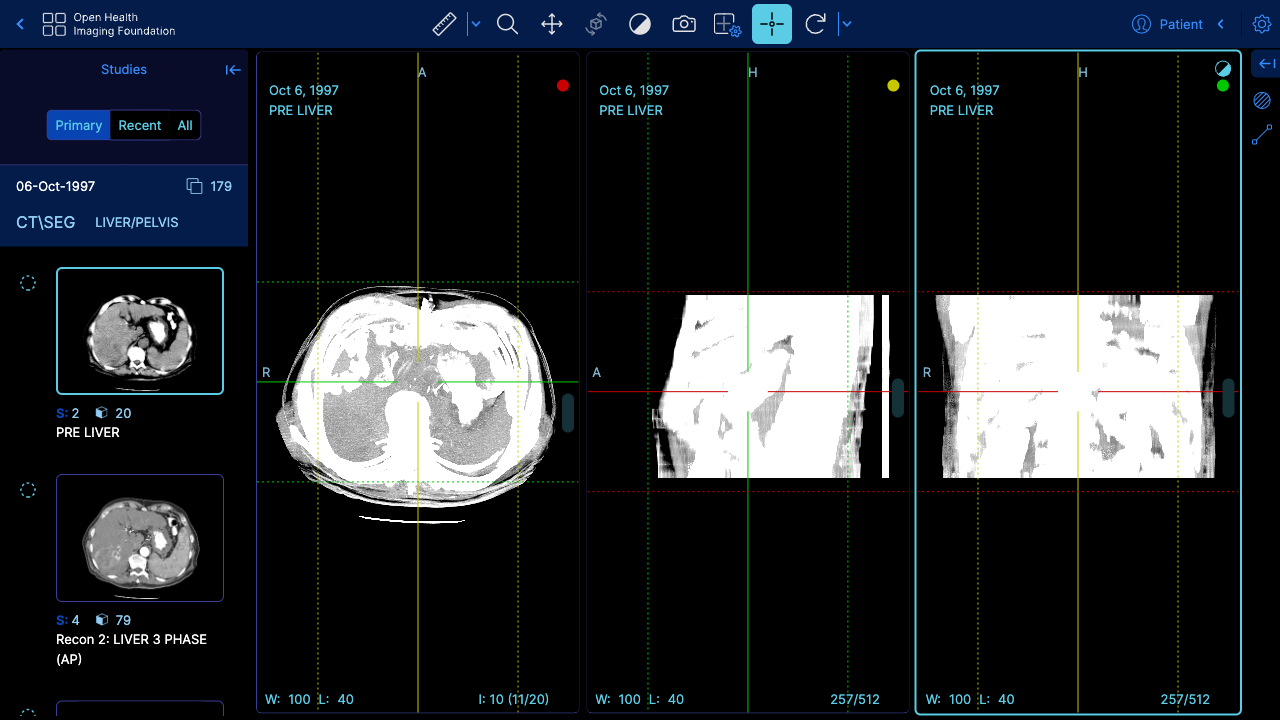 Open Health
Imaging Foundation
Patient
Studies
Primary Recent All
06-Oct-1997 179
CT\SEG LIVER/PELVIS
S: 2 20
PRE LIVER
S: 4 79
Recon 2: LIVER 3 PHASE
(AP)
A
Oct 6, 1997
PRE LIVER
R
W: 100 L: 40 I: 10 (11/20)
H
Oct 6, 1997
PRE LIVER
A
W: 100 L: 40 257/512
H
Oct 6, 1997
PRE LIVER
R
W: 100 L: 40 257/512